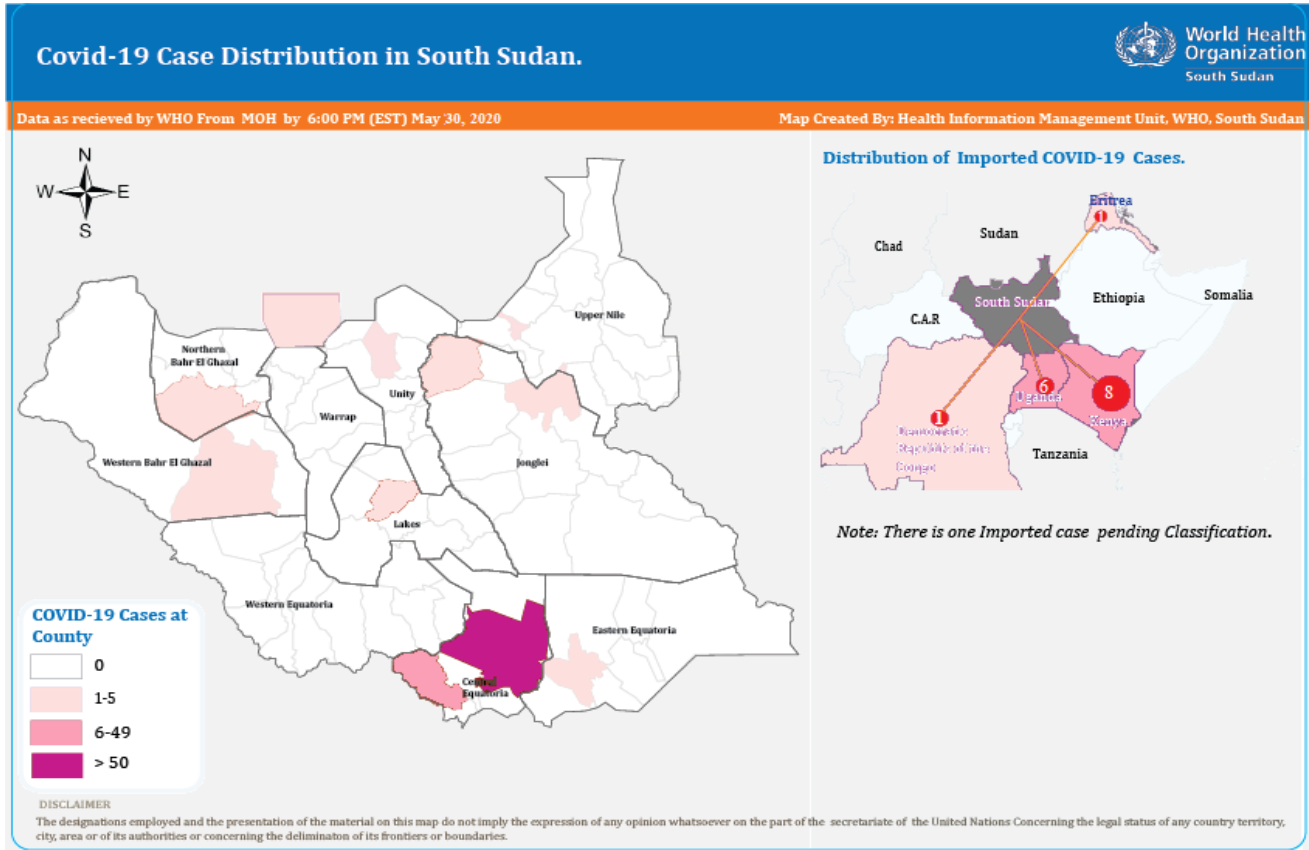 Covid-19 Case Distribution in South Sudan.
World Health
Organization
South Sudan
Data as recieved by WHO From MOH by 6:00 PM (EST) May 30, 2020
Map Created By: Health Information Management Unit, WHO, South Sudan
N
W
E
S
Upper Nile
Northern
Bahr El Ghazal
Unity
Warrap
Western Bahr El Ghazal
Jonglei
Lakes
Western Equatoria
Eastern Equatoria
Central
Equatoria
COVID-19 Cases at
County
0
1-5
6-49
> 50
Distribution of Imported COVID-19 Cases.
Eritrea
1
Sudan
Chad
South Sudan
Ethiopia
Somalia
C.A.R
6
Uganda
8
Kenya
1
Democratic
Republic of the
Congo
Tanzania
Note: There is one Imported case pending Classification.
DISCLAIMER
The designations employed and the presentation of the material on this map do not imply the expression of any opinion whatsoever on the part of the secretariate of the United Nations Concerning the legal status of any country territory,
city, area or of its authorities or concerning the deliminaton of its frontiers or boundaries.